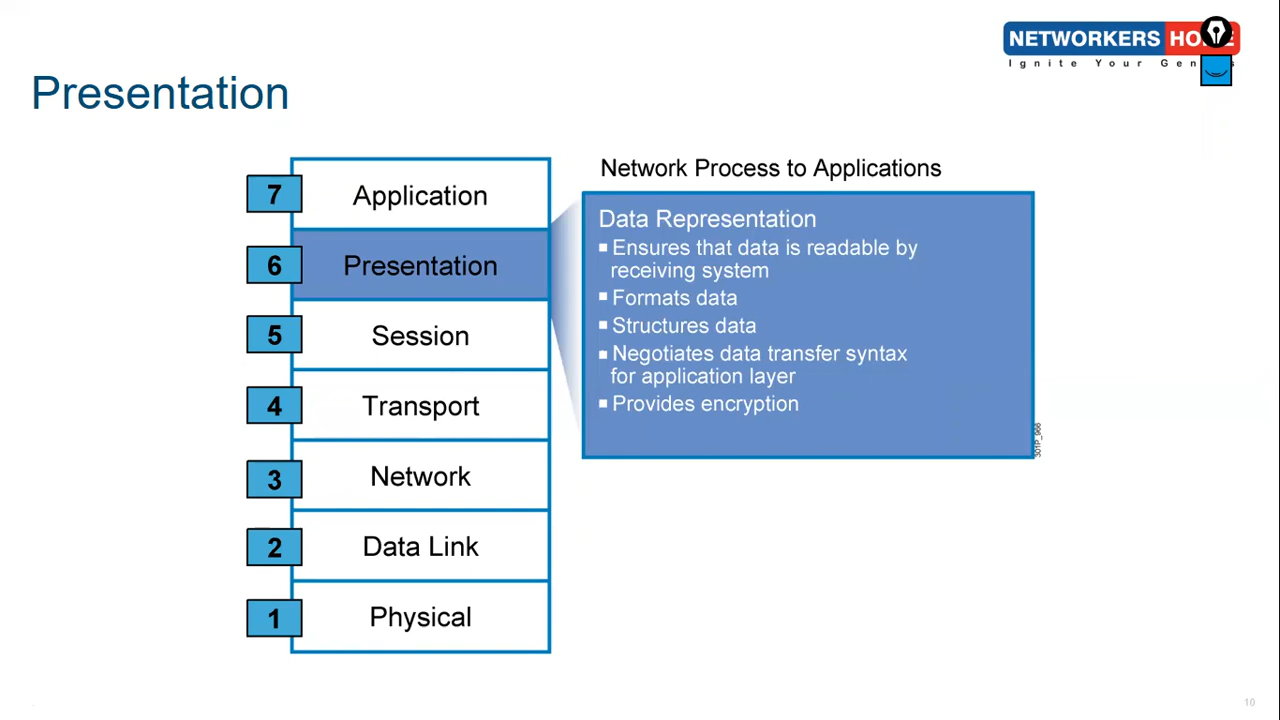 NETWORKERS
Ignite Your
Presentation
7 Application
6 Presentation
5 Session
4 Transport
3 Network
2 Data Link
1 Physical
Network Process to Applications
Data Representation
▪ Ensures that data is readable by
receiving system
▪ Formats data
▪ Structures data
▪ Negotiates data transfer syntax
for application layer
▪ Provides encryption
301P_966
10